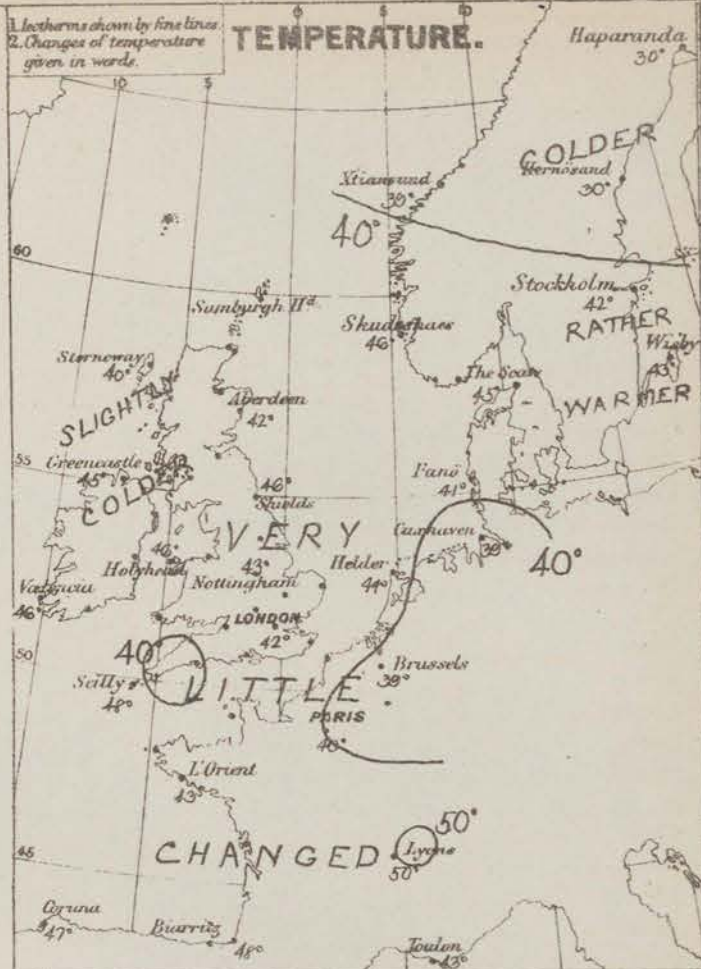 1. Isotherms shown by fine lines.
2. Changes of temperature
given in words.
TEMPERATURE.
10
5
0
5
10
Haparanda
30°
COLDER
Hernösand
30°
Xtiansund
39°
40°
60
Sumburgh Hd
Skudesnaes
46
Stockholm
42°
RATHER
Wisby
43°
WARMER
Stornoway
40°
Aberdeen
42°
The Scaw
45°
SLIGHTLY
55
Greencastle
45°
COLDER
46°
Shields
Fanö
41°
VERY
Cuxhaven
39°
40°
46°
Holyhead
43°
Nottingham
Helder
44°
Valencia
46°
LONDON
42°
50
40°
Scilly
48°
LITTLE
Brussels
39°
PARIS
40°
L'Orient
43°
50°
CHANGED
Lyons
50°
45
Coruna
47°
Biarritz
48°
Toulon
43°